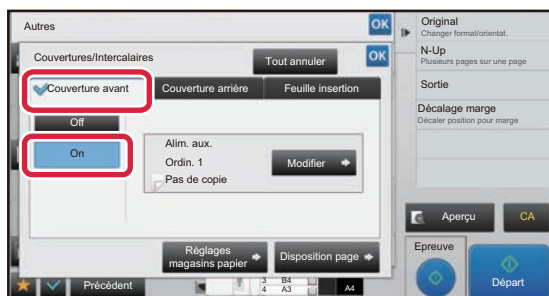 Autres
OK
Couvertures/Intercalaires
Tout annuler
OK
Couverture avant
Couverture arrière
Feuille insertion
Off
On
Alim. aux.
Ordin. 1
Pas de copie
Modifier
Réglages
magasins papier
Disposition page
Précédent
3 B4
4 A3
A4
Original
Changer format/orientat.
N-Up
Plusieurs pages sur une page
Sortie
Décalage marge
Décaler position pour marge
Aperçu
CA
Epreuve
Départ